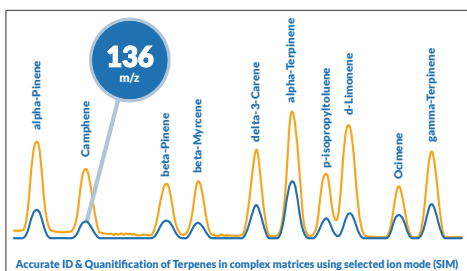 136
m/z
alpha-Pinene
Camphene
beta-Pinene
beta-Myrcene
delta-3-Carene
alpha-Terpinene
p-isopropyltoluene
d-Limonene
Ocimene
gamma-Terpinene
Accurate ID & Quanitification of Terpenes in complex matrices using selected ion mode (SIM)